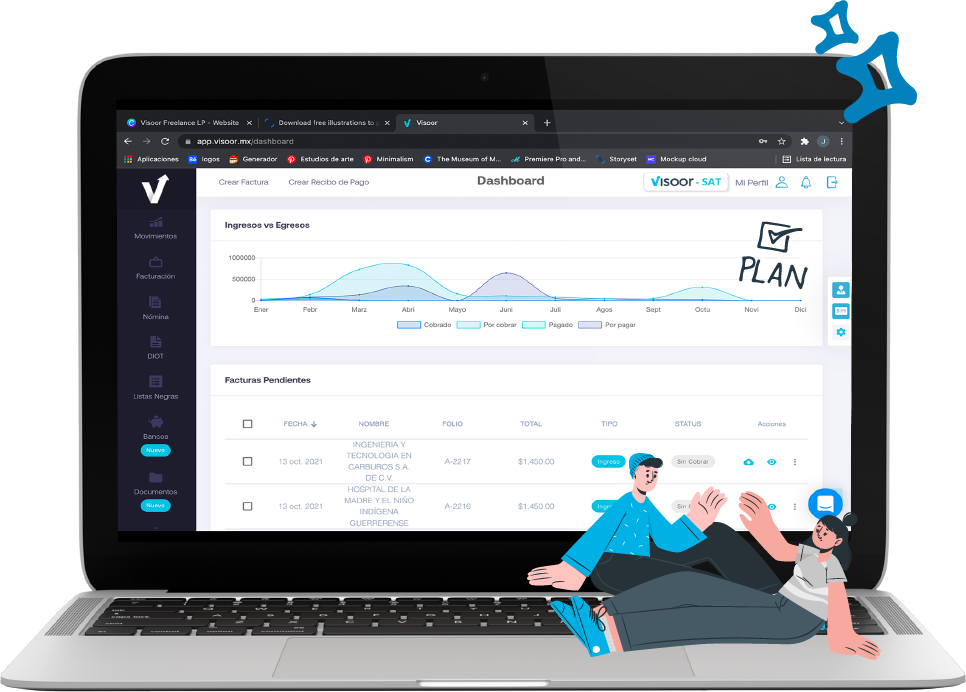 Visoor Freelance LP - Website
Download free illustrations to
Visoor
app.visoor.mx/dashboard
J
Aplicaciones
logos
Generador
Estudios de arte
Minimalism
The Museum of M...
Premiere Pro and...
Storyset
Mockup cloud
Lista de lectura
Crear Factura
Crear Recibo de Pago
Dashboard
VISOOR - SAT
Mi Perfil
Movimientos
Facturación
Nómina
DIOT
Listas Negras
Bancos
Nuevo
Documentos
Nuevo
Ingresos vs Egresos
PLAN
1000000
500000
0
Ener Febr Marz Abri Mayo Juni Juli Agos Sept Octu Novi Dici
Cobrado Por cobrar Pagado Por pagar
Facturas Pendientes
FECHA NOMBRE FOLIO TOTAL TIPO STATUS Acciones
INGENIERIA Y
TECNOLOGIA EN
13 oct. 2021 CARBUROS S.A. A-2217 $1,450.00 Ingreso Sin Cobrar
DE C.V.
HOSPITAL DE LA
MADRE Y EL NIÑO
13 oct. 2021 INDÍGENA A-2216 $1,450.00 Ingr Sin C
GUERRERENSE